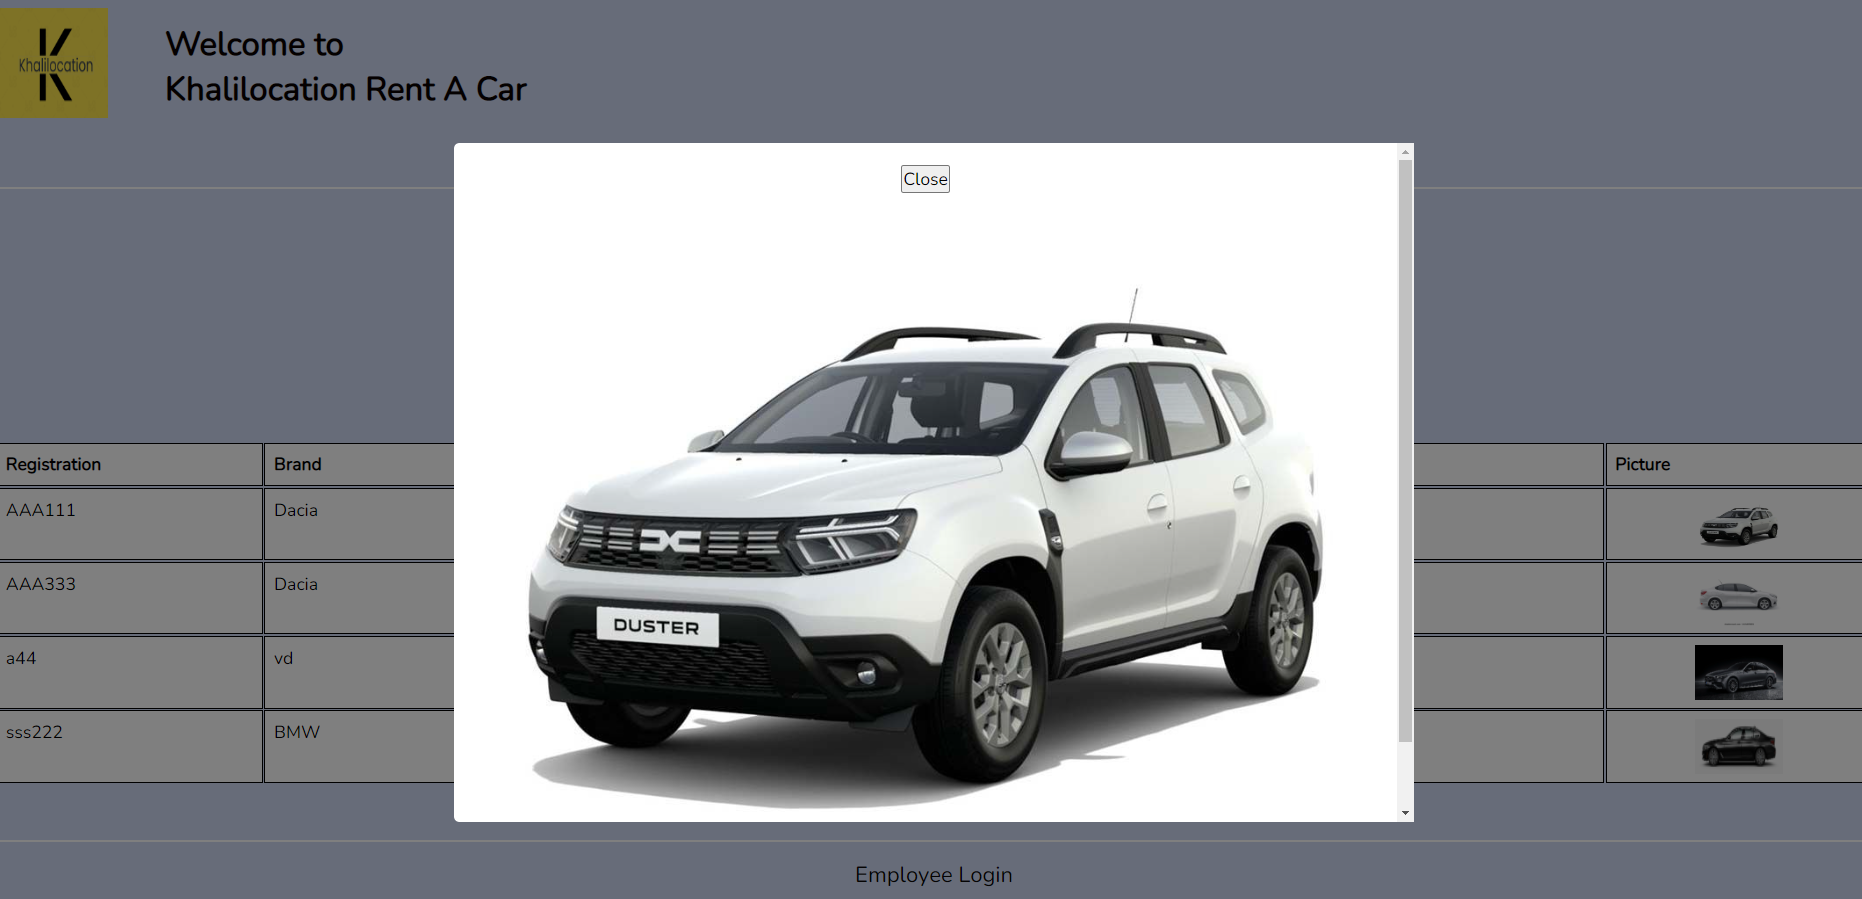 Khalilocation
Welcome to
Khalilocation Rent A Car
Close
DUSTER
Registration
Brand
Picture
AAA111
Dacia
AAA333
Dacia
a44
vd
sss222
BMW
Employee Login